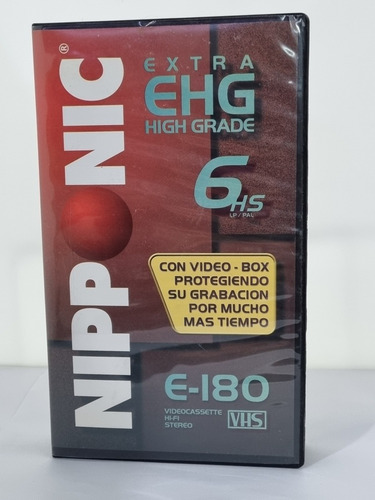 NIPPONIC®
EXTRA
EHG
HIGH GRADE
6HS
LP / PAL
CON VIDEO - BOX
PROTEGIENDO
SU GRABACION
POR MUCHO
MAS TIEMPO
E-180
VIDEOCASSETTE
HI-FI
STEREO
VHS